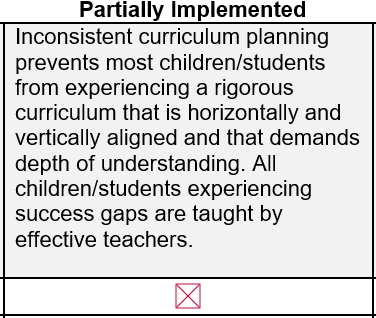 Partially Implemented
Inconsistent curriculum planning
prevents most children/students
from experiencing a rigorous
curriculum that is horizontally and
vertically aligned and that demands
depth of understanding. All
children/students experiencing
success gaps are taught by
effective teachers.